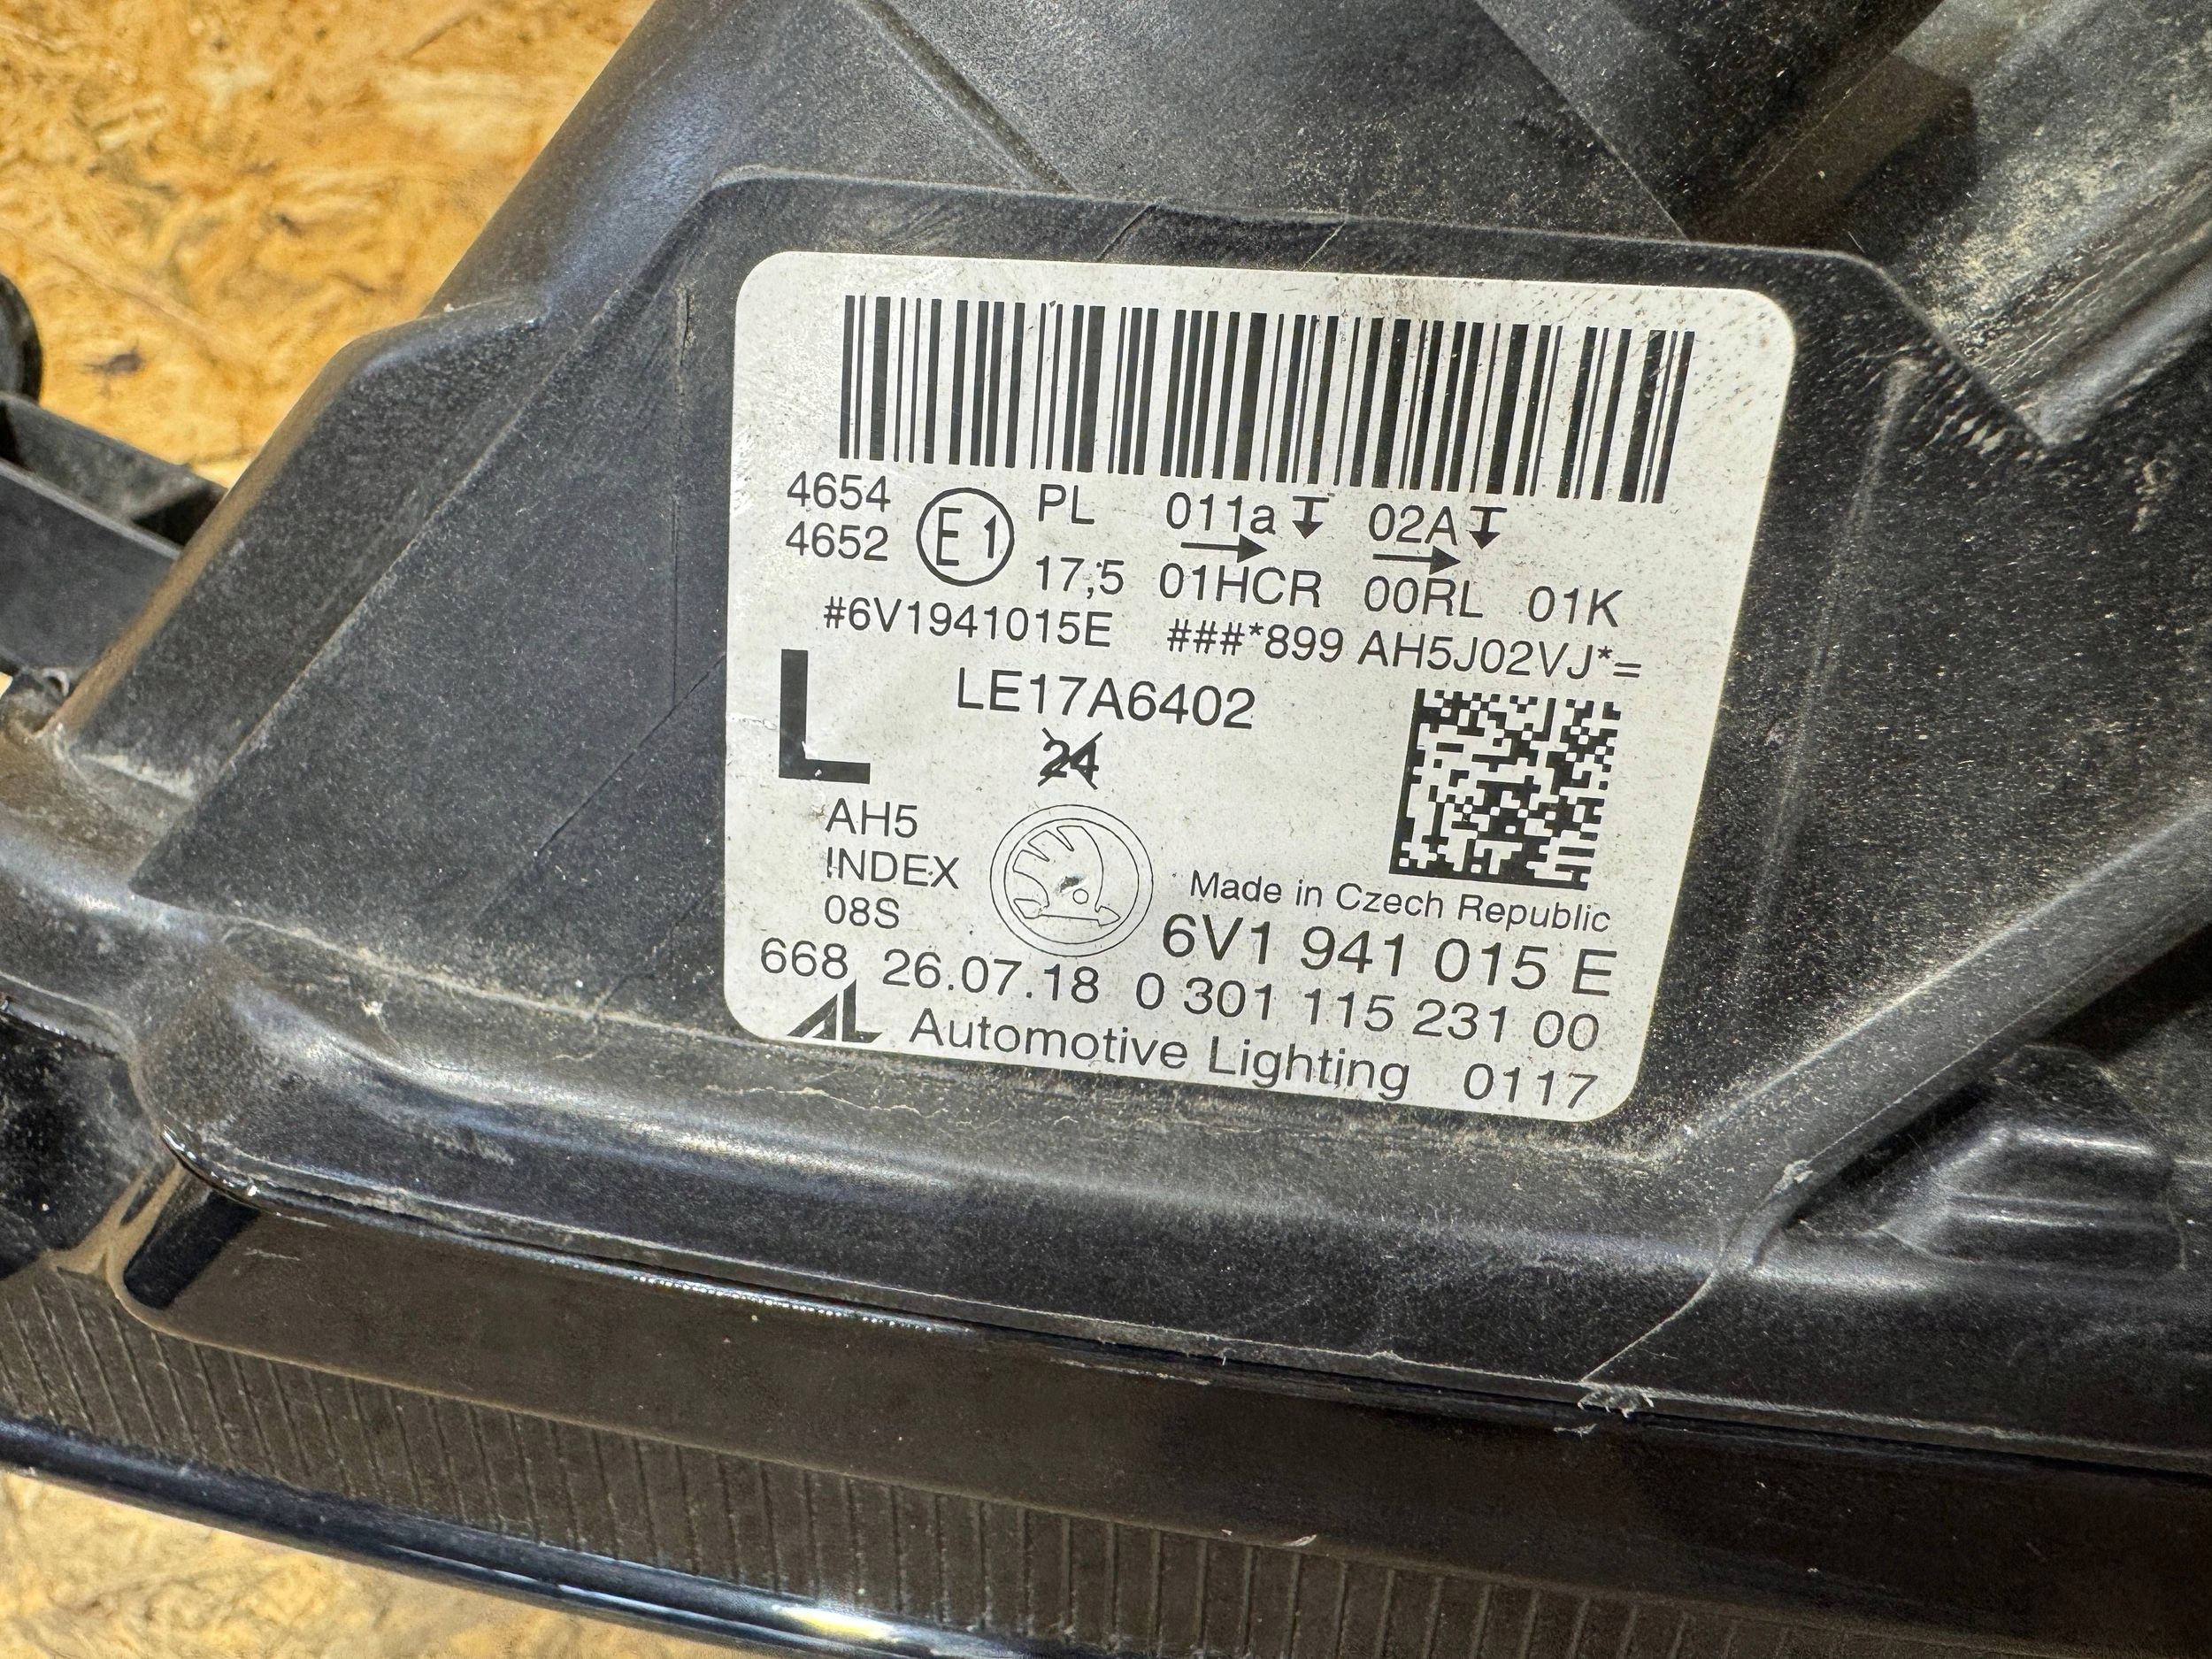 4654 E1 PL 011a 02A
4652 17,5 01HCR 00RL 01K
#6V1941015E ###*899 AH5J02VJ*=
L LE17A6402
24
AH5
INDEX
08S
Made in Czech Republic
6V1 941 015 E
668 26.07.18 0 301 115 231 00
AL Automotive Lighting 0117